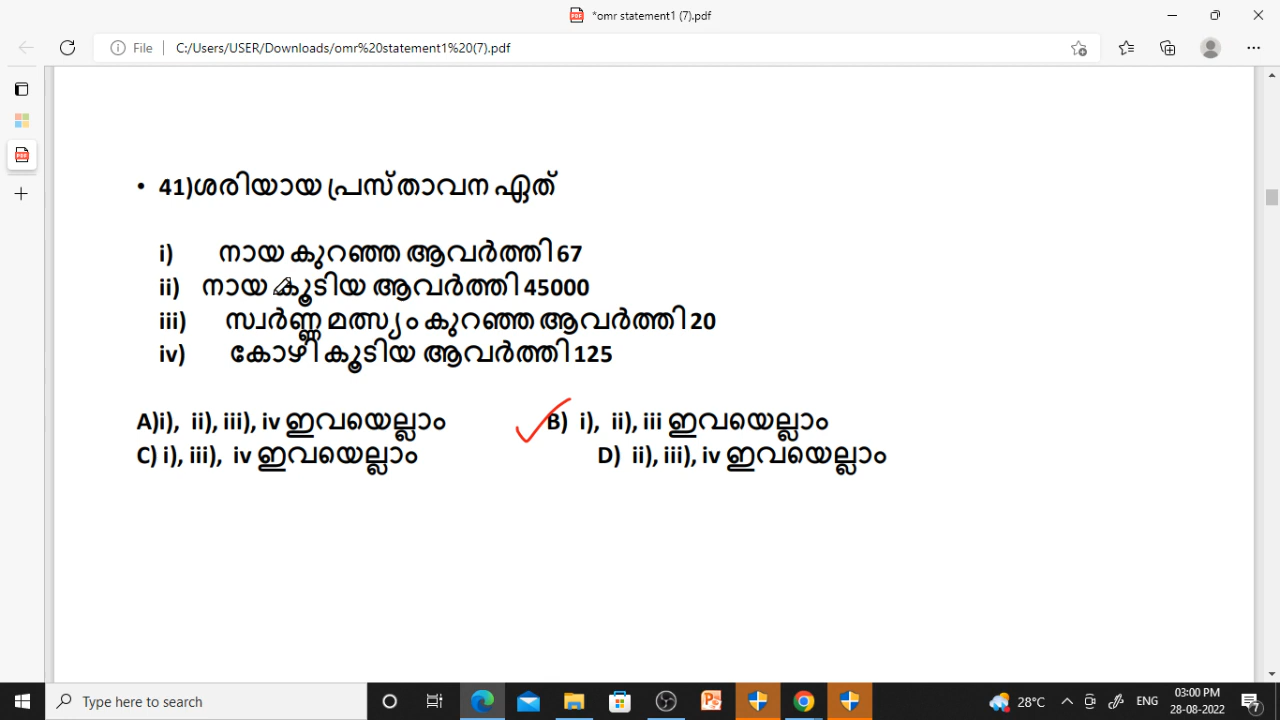 *omr statement1 (7).pdf
File C:/Users/USER/Downloads/omr%20statement1%20(7).pdf
• 41)ശരിയായ പ്രസ്താവന ഏത്
i) നായ കുറഞ്ഞ ആവർത്തി 67
ii) നായ കൂടിയ ആവർത്തി 45000
iii) സ്വർണ്ണ മത്സ്യം കുറഞ്ഞ ആവർത്തി 20
iv) കോഴി കൂടിയ ആവർത്തി 125
A)i), ii), iii), iv ഇവയെല്ലാം B) i), ii), iii ഇവയെല്ലാം
C) i), iii), iv ഇവയെല്ലാം D) ii), iii), iv ഇവയെല്ലാം
Type here to search 28°C ENG 03:00 PM
28-08-2022 7